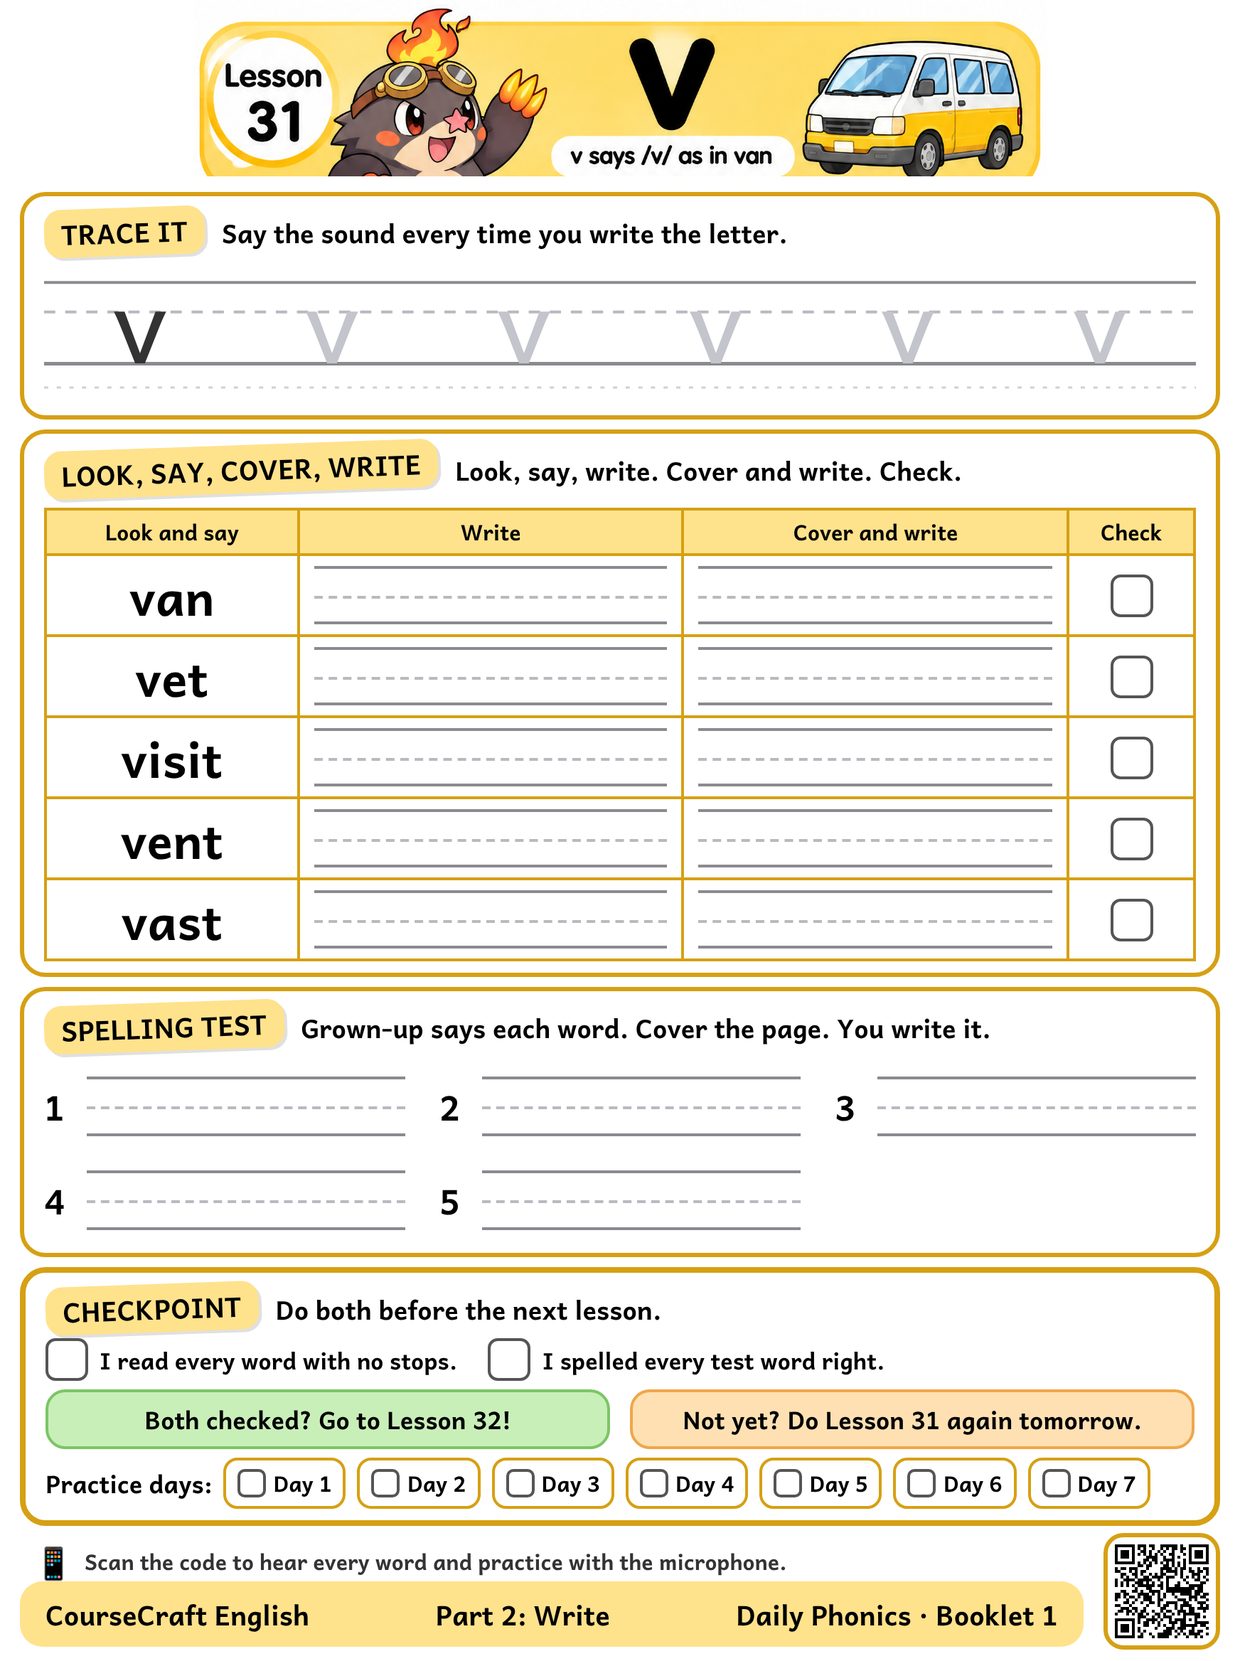 Lesson
31
v
v says /v/ as in van
TRACE IT Say the sound every time you write the letter.
v v v v v v
LOOK, SAY, COVER, WRITE Look, say, write. Cover and write. Check.
Look and say Write Cover and write Check
van
vet
visit
vent
vast
SPELLING TEST Grown-up says each word. Cover the page. You write it.
1 2 3
4 5
CHECKPOINT Do both before the next lesson.
I read every word with no stops. I spelled every test word right.
Both checked? Go to Lesson 32! Not yet? Do Lesson 31 again tomorrow.
Practice days: Day 1 Day 2 Day 3 Day 4 Day 5 Day 6 Day 7
Scan the code to hear every word and practice with the microphone.
CourseCraft English Part 2: Write Daily Phonics · Booklet 1